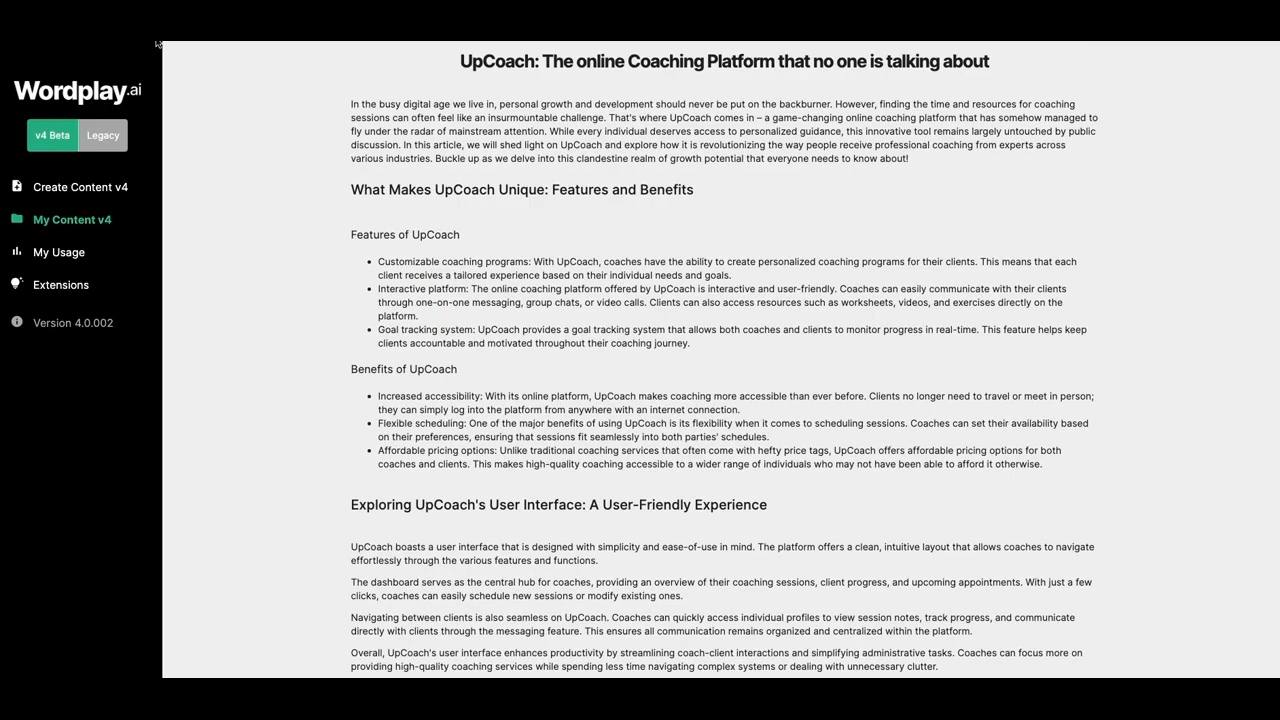 Wordplay.ai
v4 Beta
Legacy
Create Content v4
My Content v4
My Usage
Extensions
Version 4.0.002
UpCoach: The online Coaching Platform that no one is talking about
In the busy digital age we live in, personal growth and development should never be put on the backburner. However, finding the time and resources for coaching
sessions can often feel like an insurmountable challenge. That's where UpCoach comes in – a game-changing online coaching platform that has somehow managed to
fly under the radar of mainstream attention. While every individual deserves access to personalized guidance, this innovative tool remains largely untouched by public
discussion. In this article, we will shed light on UpCoach and explore how it is revolutionizing the way people receive professional coaching from experts across
various industries. Buckle up as we delve into this clandestine realm of growth potential that everyone needs to know about!
What Makes UpCoach Unique: Features and Benefits
Features of UpCoach
• Customizable coaching programs: With UpCoach, coaches have the ability to create personalized coaching programs for their clients. This means that each
client receives a tailored experience based on their individual needs and goals.
• Interactive platform: The online coaching platform offered by UpCoach is interactive and user-friendly. Coaches can easily communicate with their clients
through one-on-one messaging, group chats, or video calls. Clients can also access resources such as worksheets, videos, and exercises directly on the
platform.
• Goal tracking system: UpCoach provides a goal tracking system that allows both coaches and clients to monitor progress in real-time. This feature helps keep
clients accountable and motivated throughout their coaching journey.
Benefits of UpCoach
• Increased accessibility: With its online platform, UpCoach makes coaching more accessible than ever before. Clients no longer need to travel or meet in person;
they can simply log into the platform from anywhere with an internet connection.
• Flexible scheduling: One of the major benefits of using UpCoach is its flexibility when it comes to scheduling sessions. Coaches can set their availability based
on their preferences, ensuring that sessions fit seamlessly into both parties' schedules.
• Affordable pricing options: Unlike traditional coaching services that often come with hefty price tags, UpCoach offers affordable pricing options for both
coaches and clients. This makes high-quality coaching accessible to a wider range of individuals who may not have been able to afford it otherwise.
Exploring UpCoach's User Interface: A User-Friendly Experience
UpCoach boasts a user interface that is designed with simplicity and ease-of-use in mind. The platform offers a clean, intuitive layout that allows coaches to navigate
effortlessly through the various features and functions.
The dashboard serves as the central hub for coaches, providing an overview of their coaching sessions, client progress, and upcoming appointments. With just a few
clicks, coaches can easily schedule new sessions or modify existing ones.
Navigating between clients is also seamless on UpCoach. Coaches can quickly access individual profiles to view session notes, track progress, and communicate
directly with clients through the messaging feature. This ensures all communication remains organized and centralized within the platform.
Overall, UpCoach's user interface enhances productivity by streamlining coach-client interactions and simplifying administrative tasks. Coaches can focus more on
providing high-quality coaching services while spending less time navigating complex systems or dealing with unnecessary clutter.